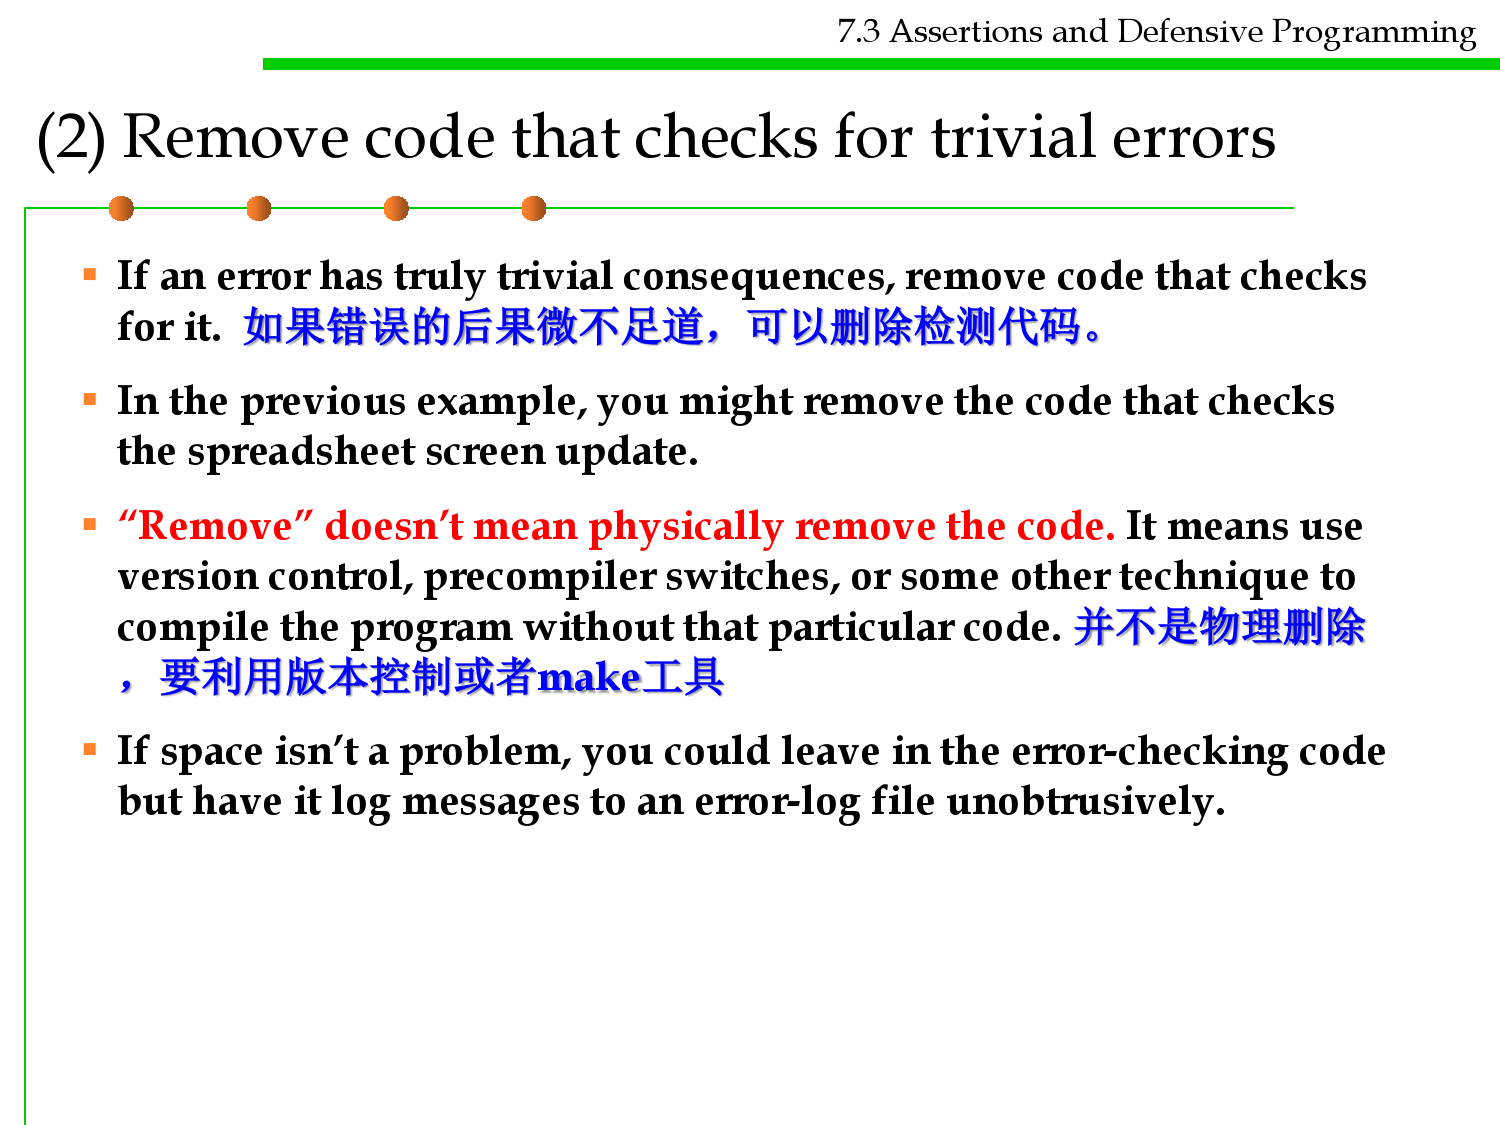 7.3 Assertions and Defensive Programming
(2) Remove code that checks for trivial errors
▪ If an error has truly trivial consequences, remove code that checks
for it. 如果错误的后果微不足道，可以删除检测代码。
▪ In the previous example, you might remove the code that checks
the spreadsheet screen update.
▪ “Remove” doesn’t mean physically remove the code. It means use
version control, precompiler switches, or some other technique to
compile the program without that particular code. 并不是物理删除
，要利用版本控制或者make工具
▪ If space isn’t a problem, you could leave in the error-checking code
but have it log messages to an error-log file unobtrusively.